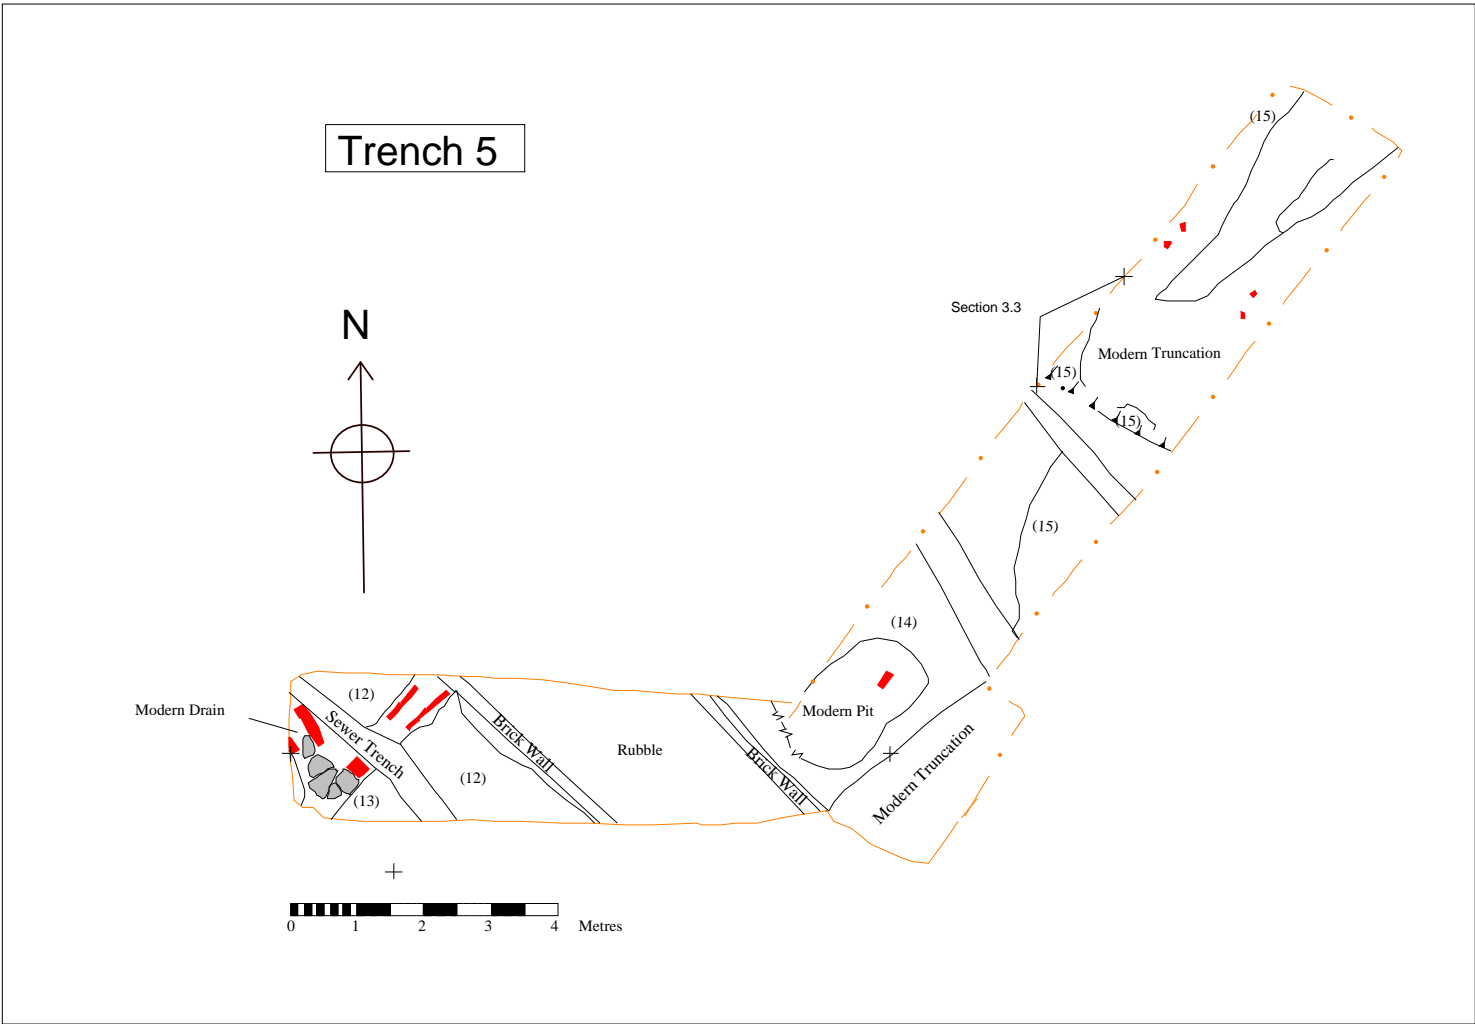 Trench 5
(15)
N
Section 3.3
Modern Truncation
(15)
(15)
(15)
(14)
(12)
Modern Drain
Sewer Trench
Modern Pit
Brick Wall
Rubble
Modern Truncation
(12)
Brick Wall
(13)
0 1 2 3 4 Metres